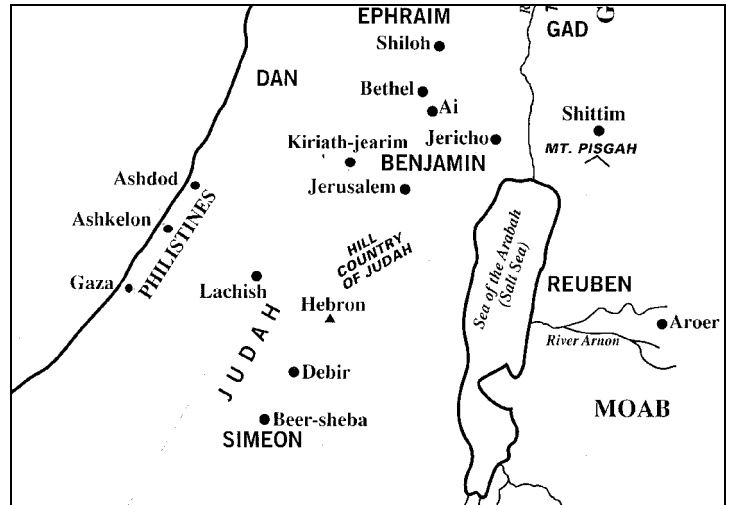 EPHRAIM
Shiloh
GAD
DAN
Bethel
Ai
Shittim
Kiriath-jearim
Jericho
MT. PISGAH
BENJAMIN
Ashdod
Jerusalem
Ashkelon
PHILISTINES
HILL
COUNTRY
OF JUDAH
Sea of the Arabah
(Salt Sea)
Gaza
Lachish
REUBEN
Hebron
JUDAH
Aroer
River Arnon
Debir
MOAB
Beer-sheba
SIMEON